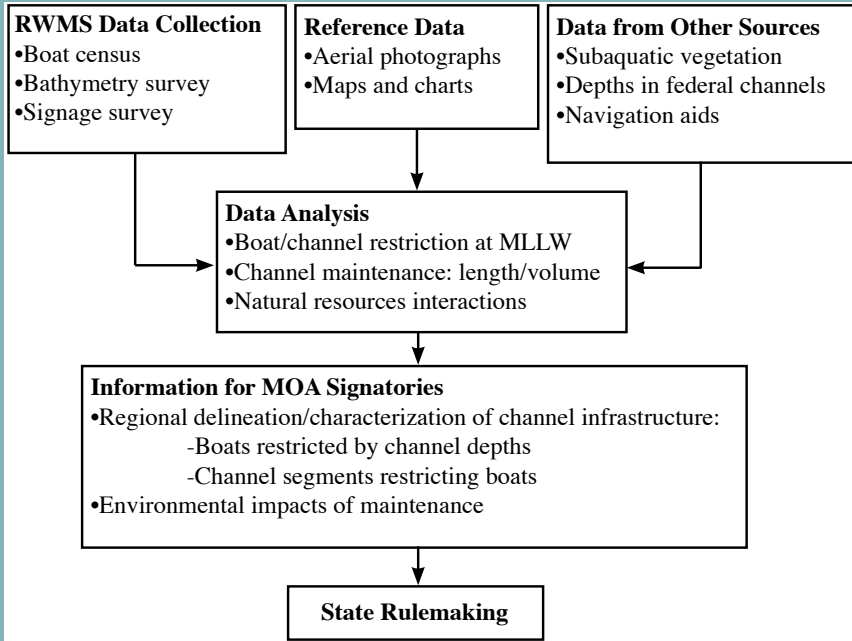 RWMS Data Collection
•Boat census
•Bathymetry survey
•Signage survey
Reference Data
•Aerial photographs
•Maps and charts
Data from Other Sources
•Subaquatic vegetation
•Depths in federal channels
•Navigation aids
Data Analysis
•Boat/channel restriction at MLLW
•Channel maintenance: length/volume
•Natural resources interactions
Information for MOA Signatories
•Regional delineation/characterization of channel infrastructure:
-Boats restricted by channel depths
-Channel segments restricting boats
•Environmental impacts of maintenance
State Rulemaking